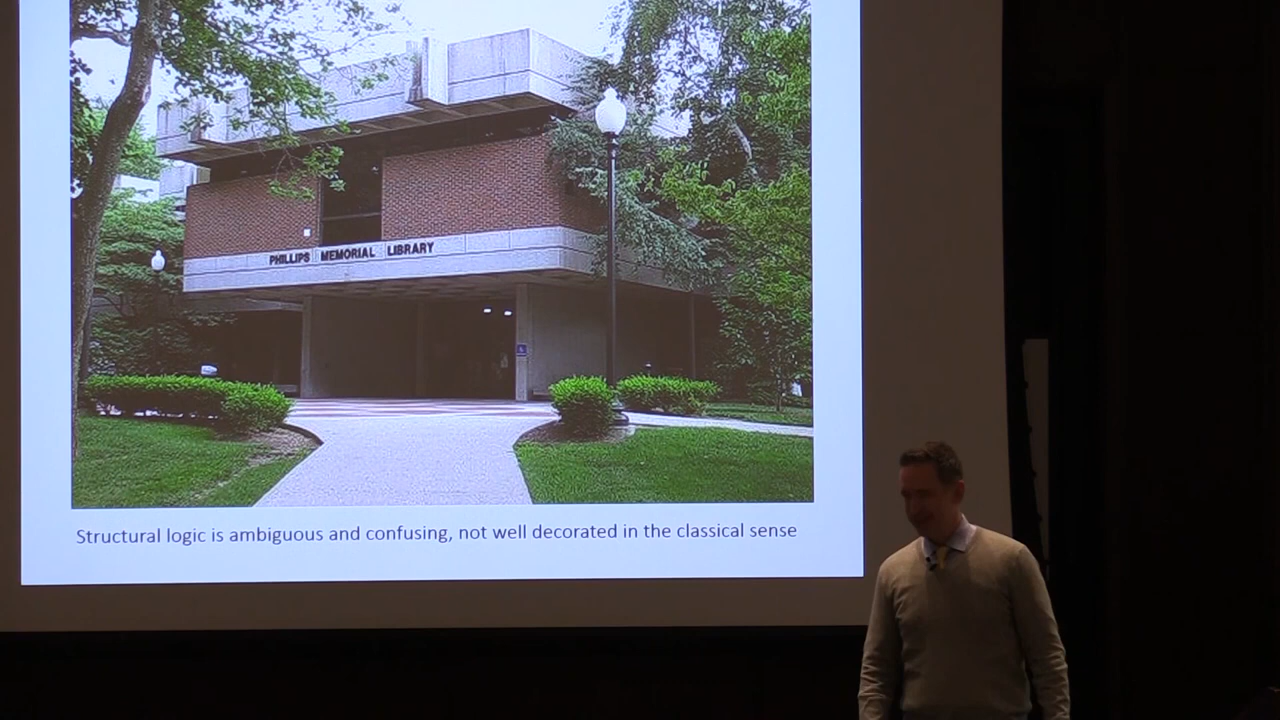 PHILLIPS MEMORIAL LIBRARY
Structural logic is ambiguous and confusing, not well decorated in the classical sense